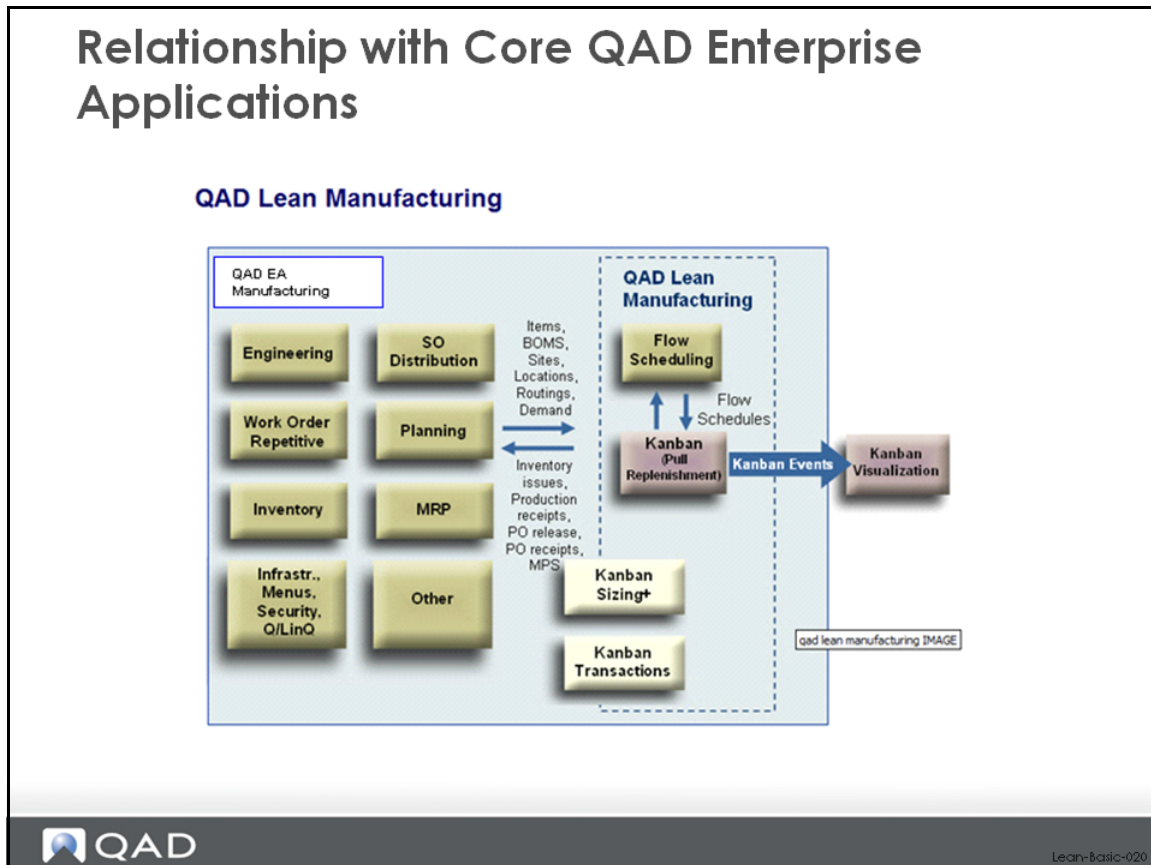 Relationship with Core QAD Enterprise
Applications
QAD Lean Manufacturing
QAD EA
Manufacturing
Engineering
SO
Distribution
Work Order
Repetitive
Planning
Inventory
MRP
Infrastr.,
Menus,
Security,
Q/LinQ
Other
Items,
BOMS,
Sites,
Locations,
Routings,
Demand
Inventory
issues,
Production
receipts,
PO release,
PO receipts,
MPS
QAD Lean
Manufacturing
Flow
Scheduling
Flow
Schedules
Kanban
(Pull
Replenishment)
Kanban Events
Kanban
Visualization
Kanban
Sizing+
Kanban
Transactions
qad lean manufacturing IMAGE
QAD
Lean-Basic-020